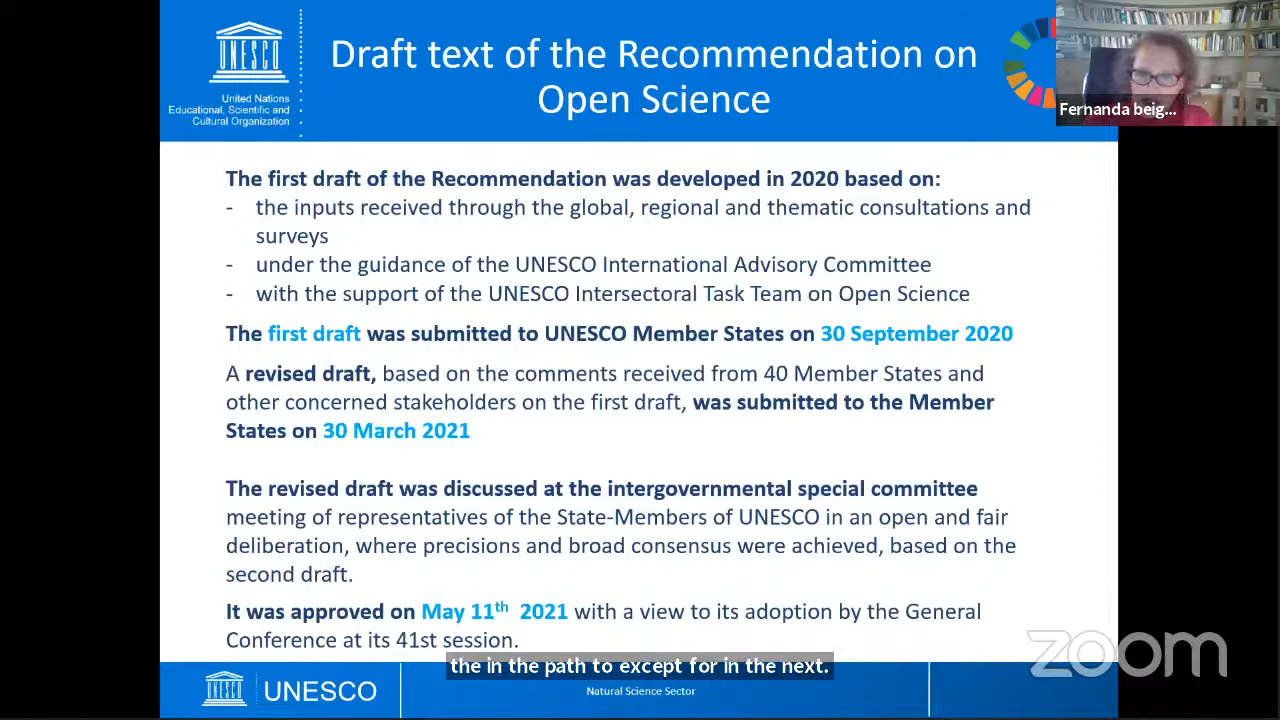 UNESCO
United Nations
Educational, Scientific and
Cultural Organization
Draft text of the Recommendation on
Open Science
Fernanda beig...
The first draft of the Recommendation was developed in 2020 based on:
- the inputs received through the global, regional and thematic consultations and
surveys
- under the guidance of the UNESCO International Advisory Committee
- with the support of the UNESCO Intersectoral Task Team on Open Science
The first draft was submitted to UNESCO Member States on 30 September 2020
A revised draft, based on the comments received from 40 Member States and
other concerned stakeholders on the first draft, was submitted to the Member
States on 30 March 2021
The revised draft was discussed at the intergovernmental special committee
meeting of representatives of the State-Members of UNESCO in an open and fair
deliberation, where precisions and broad consensus were achieved, based on the
second draft.
It was approved on May 11th 2021 with a view to its adoption by the General
Conference at its 41st session.
the in the path to except for in the next.
zoom
UNESCO
Natural Science Sector